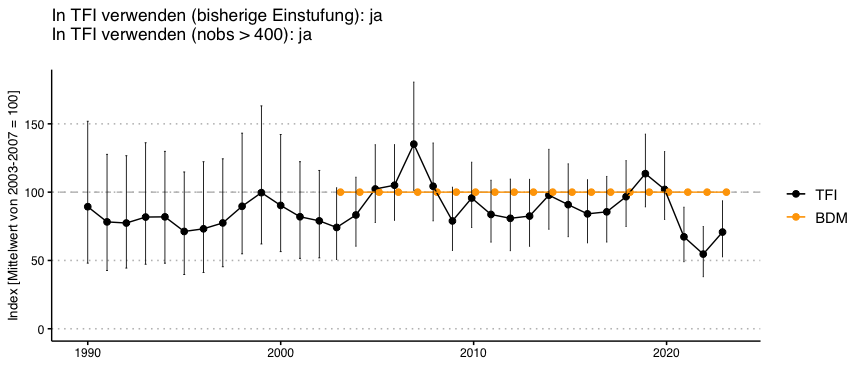 In TFI verwenden (bisherige Einstufung): ja
In TFI verwenden (nobs > 400): ja
Index [Mittelwert von 2003-2007 = 100]
150
100
50
0
1990
2000
2010
2020
TFI
BDM